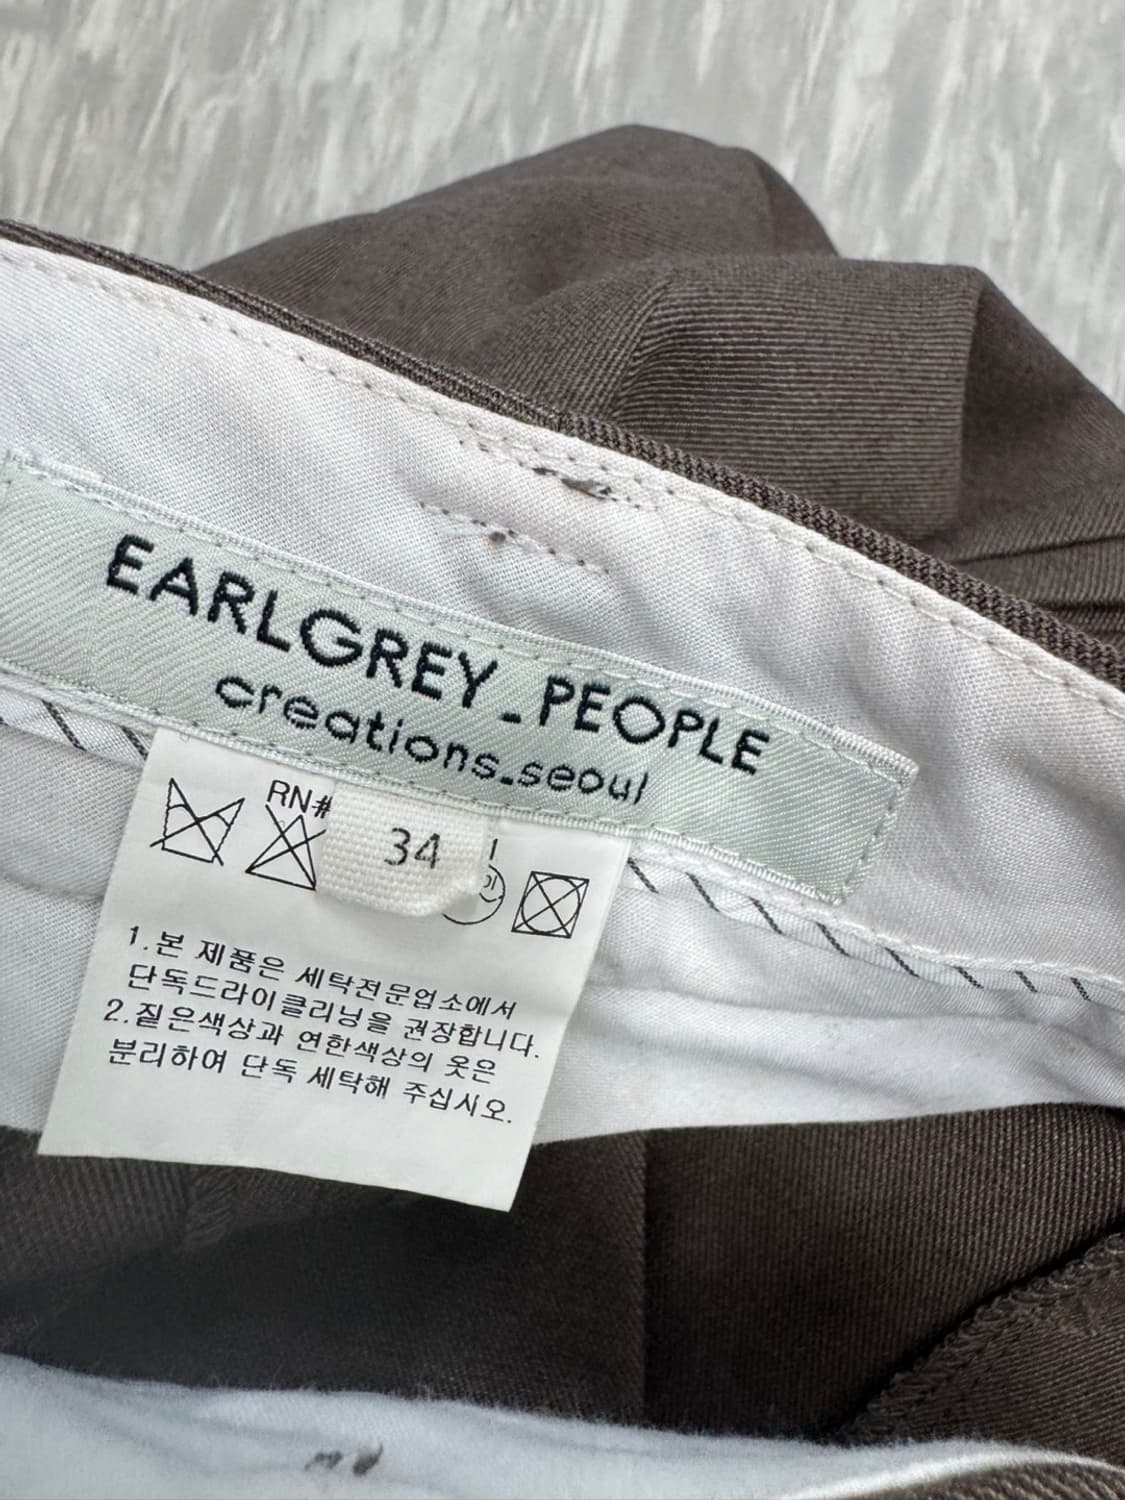 EARLGREY_PEOPLE
creations_seoul
RN#
34
1.본 제품은 세탁전문업소에서
단독드라이클리닝을 권장합니다.
2.짙은색상과 연한색상의 옷은
분리하여 단독 세탁해 주십시오.